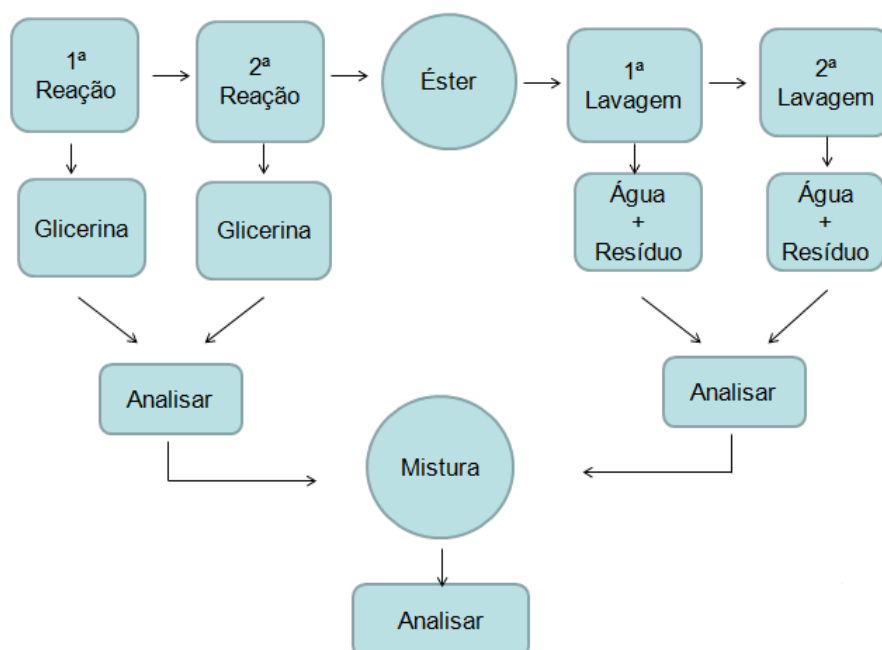 1ª
Reação
2ª
Reação
Éster
1ª
Lavagem
2ª
Lavagem
Glicerina
Glicerina
Água
+
Resíduo
Água
+
Resíduo
Analisar
Analisar
Mistura
Analisar